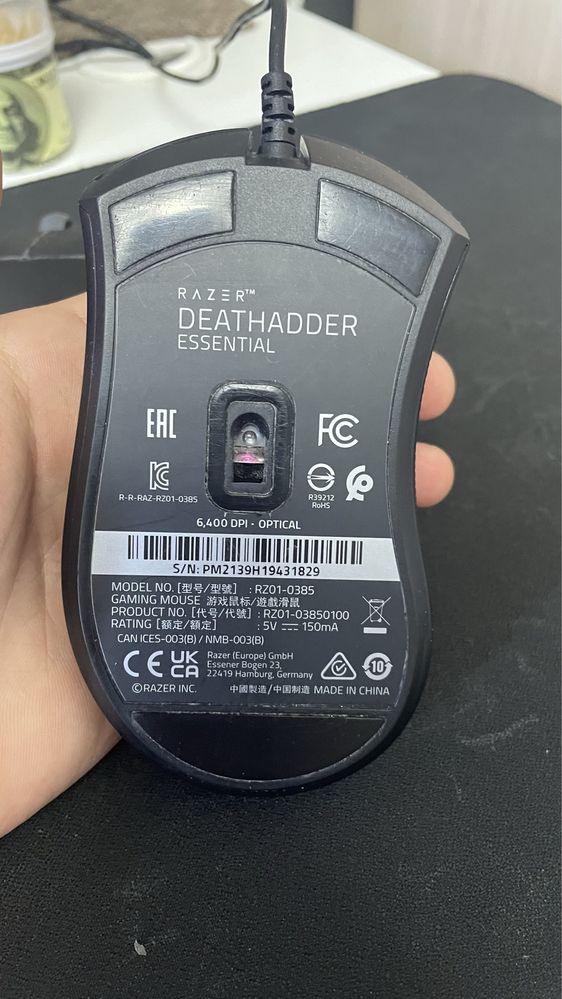 RAZER™
DEATHADDER
ESSENTIAL
EAC
FC
R-R-RAZ-RZ01-0385
R39212
RoHS
6,400 DPI - OPTICAL
S/N: PM2139H19431829
MODEL NO. [型号/型號] : RZ01-0385
GAMING MOUSE 游戏鼠标/遊戲滑鼠
PRODUCT NO. [代号/代號] : RZ01-03850100
RATING [额定/額定] : 5V ⎓ 150mA
CAN ICES-003(B) / NMB-003(B)
CE UK CA
Razer (Europe) GmbH
Essener Bogen 23,
22419 Hamburg, Germany
10
©RAZER INC.
中國製造/中国制造 MADE IN CHINA